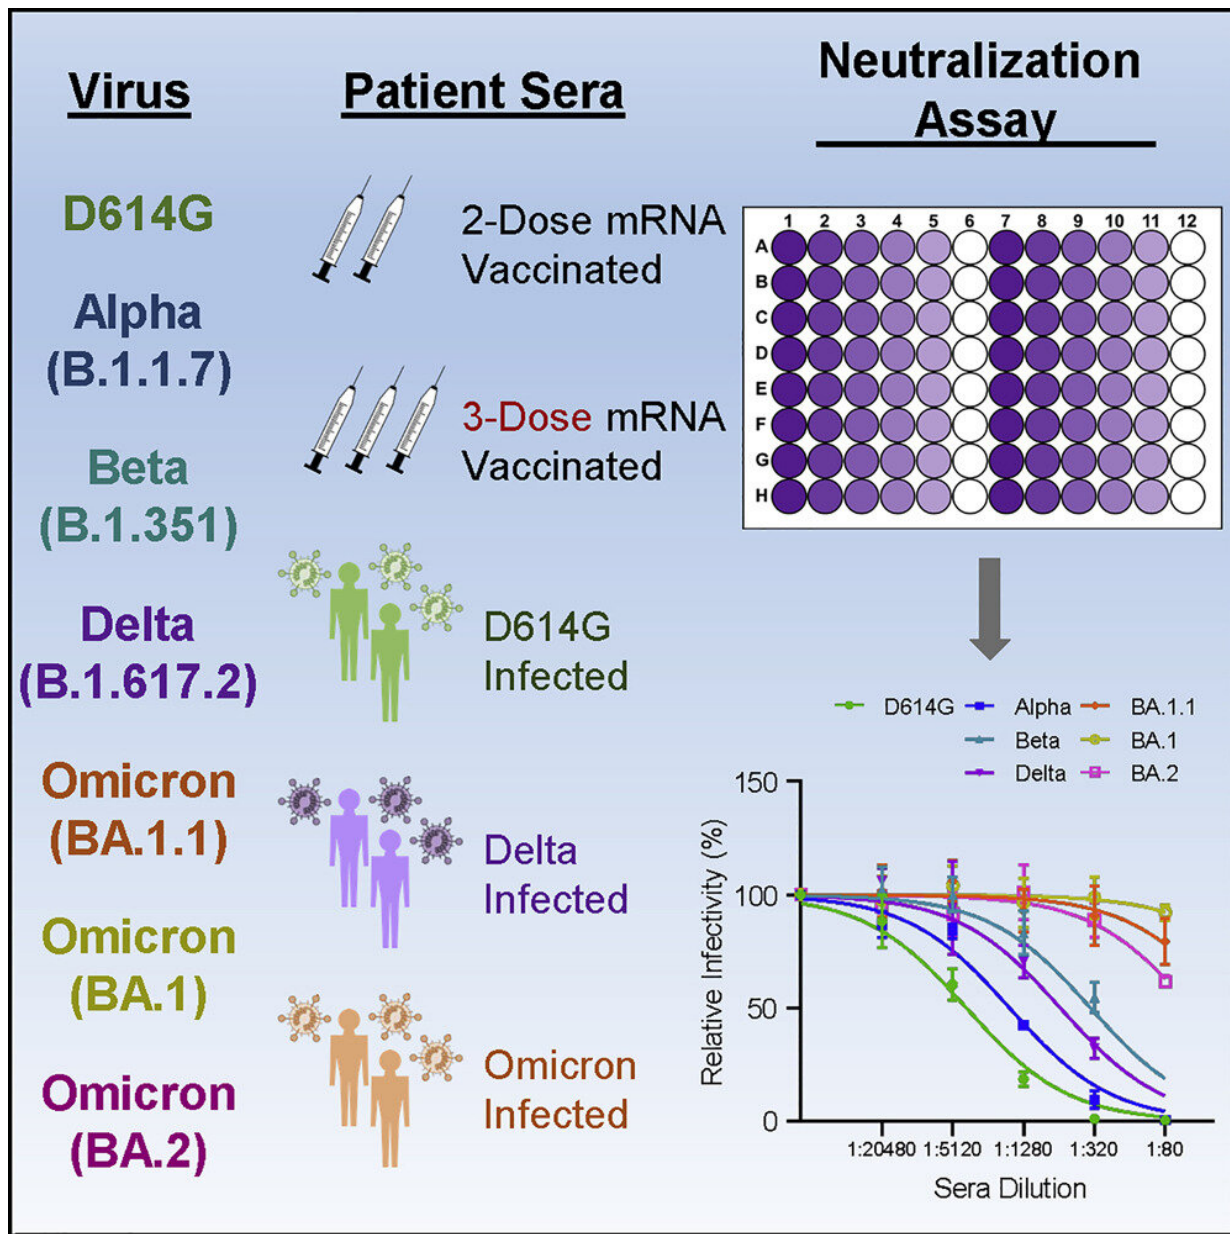 Virus
Patient Sera
Neutralization
Assay
D614G
Alpha
(B.1.1.7)
Beta
(B.1.351)
Delta
(B.1.617.2)
Omicron
(BA.1.1)
Omicron
(BA.1)
Omicron
(BA.2)
2-Dose mRNA
Vaccinated
3-Dose mRNA
Vaccinated
D614G
Infected
Delta
Infected
Omicron
Infected
1 2 3 4 5 6 7 8 9 10 11 12
A
B
C
D
E
F
G
H
D614G Alpha BA.1.1
Beta BA.1
Delta BA.2
Relative Infectivity (%)
150
100
50
0
1:20480 1:5120 1:1280 1:320 1:80
Sera Dilution